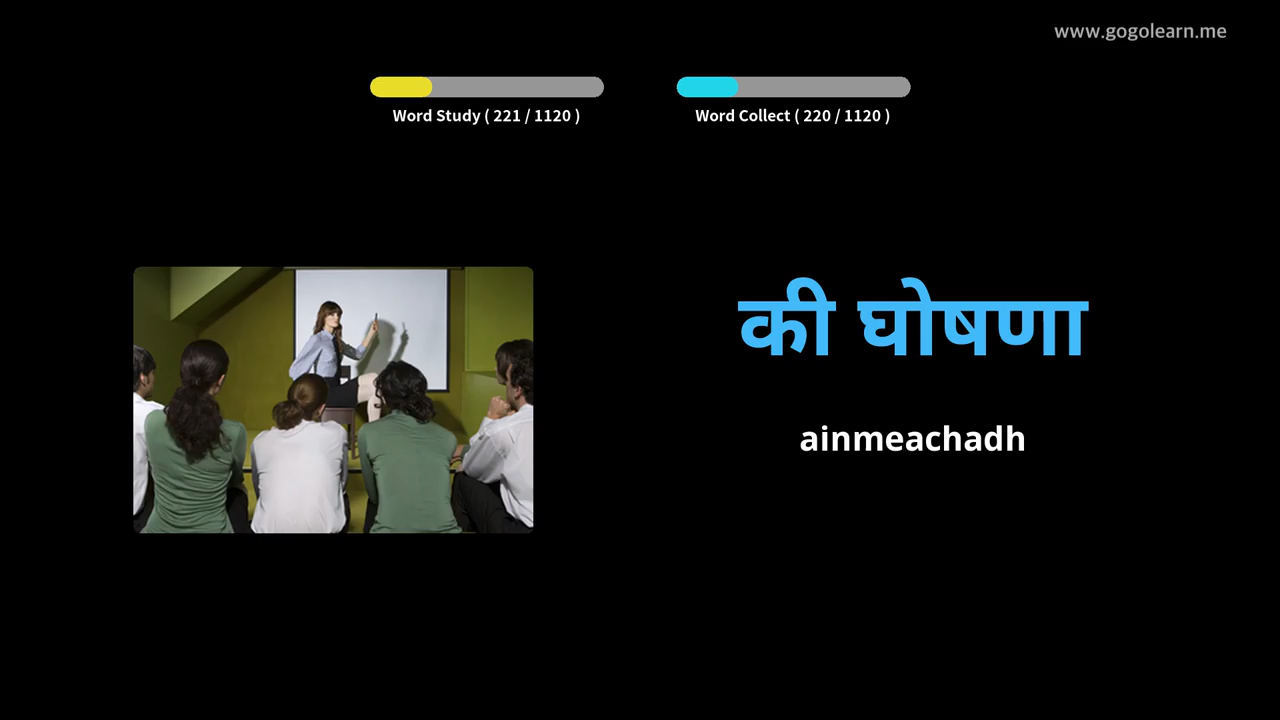 www.gogolearn.me
Word Study ( 221 / 1120 )
Word Collect ( 220 / 1120 )
की घोषणा
ainmeachadh